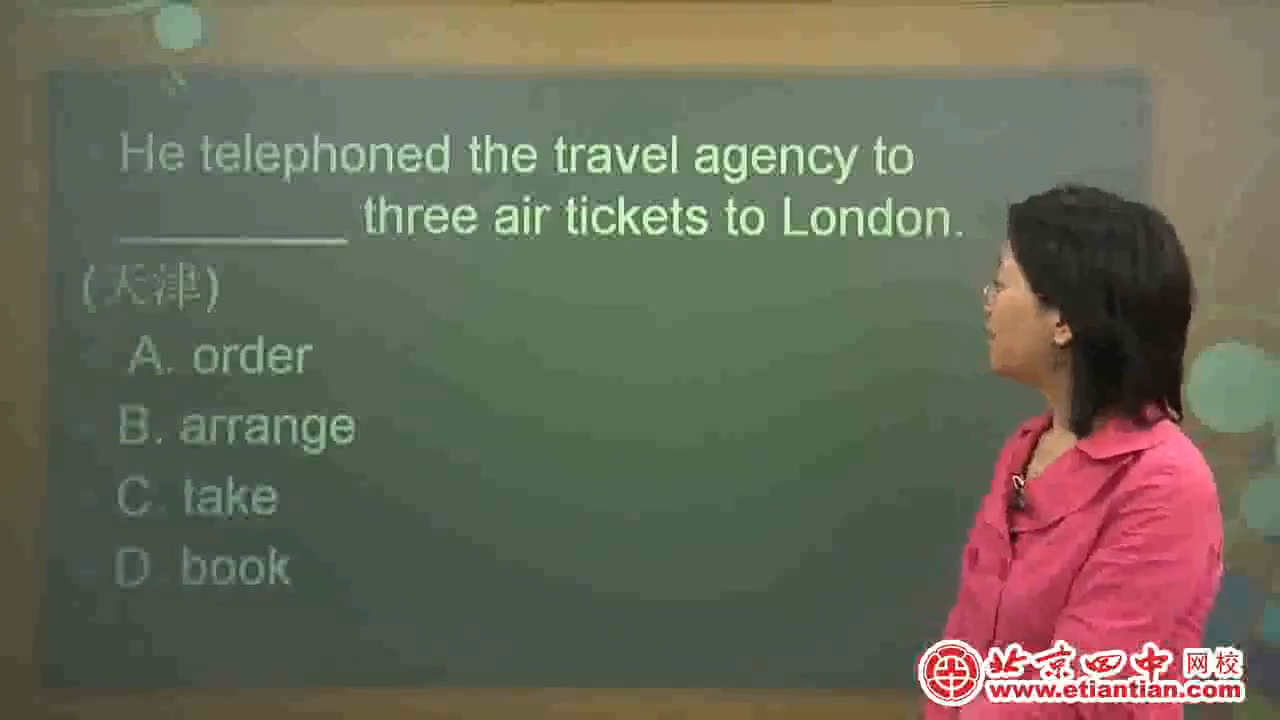 He telephoned the travel agency to
________ three air tickets to London.
(天津)
A. order
B. arrange
C. take
D. book
北京四中网校
www.etiantian.com